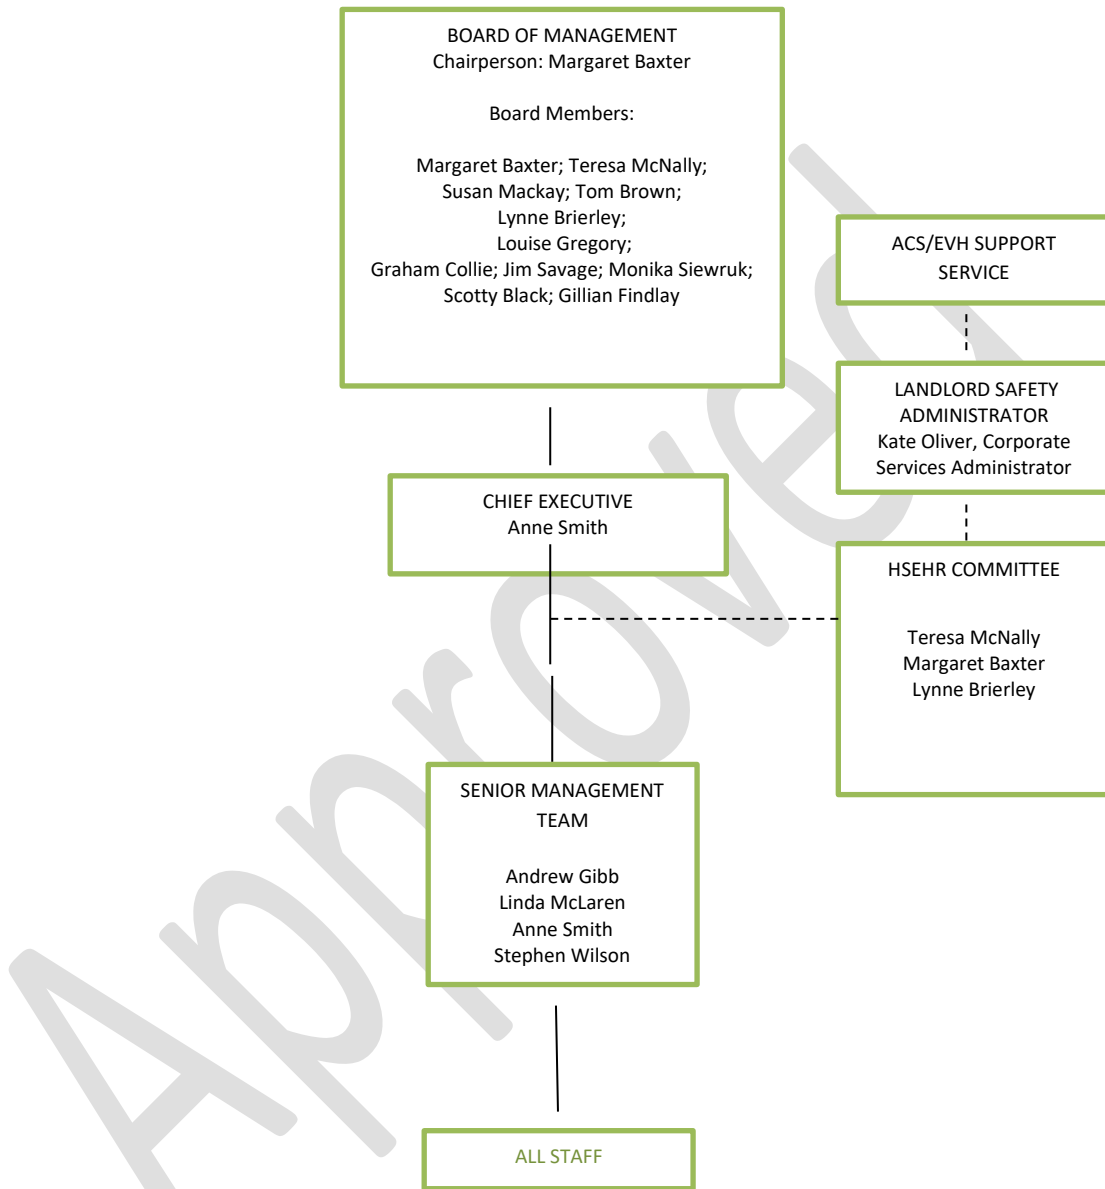 BOARD OF MANAGEMENT
Chairperson: Margaret Baxter
Board Members:
Margaret Baxter; Teresa McNally;
Susan Mackay; Tom Brown;
Lynne Brierley;
Louise Gregory;
Graham Collie; Jim Savage; Monika Siewruk;
Scotty Black; Gillian Findlay
ACS/EVH SUPPORT
SERVICE
LANDLORD SAFETY
ADMINISTRATOR
Kate Oliver, Corporate
Services Administrator
CHIEF EXECUTIVE
Anne Smith
HSEHR COMMITTEE
Teresa McNally
Margaret Baxter
Lynne Brierley
SENIOR MANAGEMENT
TEAM
Andrew Gibb
Linda McLaren
Anne Smith
Stephen Wilson
ALL STAFF
Approved